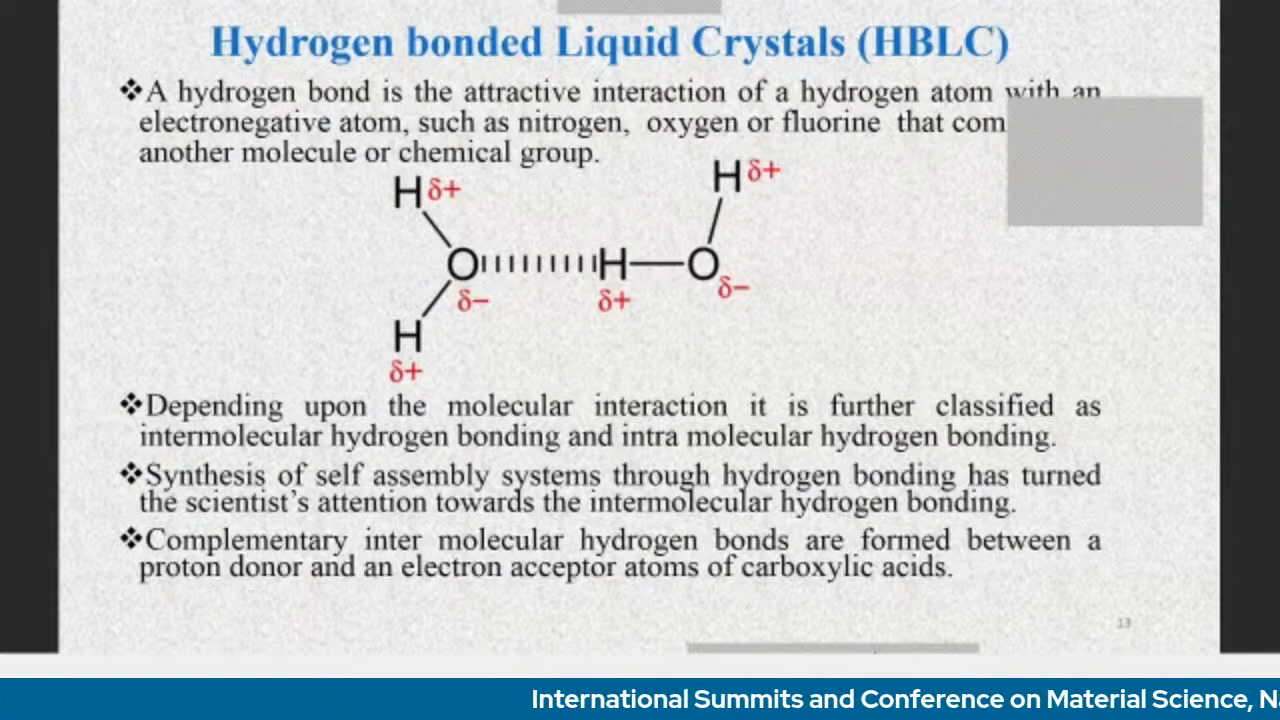 Hydrogen bonded Liquid Crystals (HBLC)
❖A hydrogen bond is the attractive interaction of a hydrogen atom with an
electronegative atom, such as nitrogen, oxygen or fluorine that
another molecule or chemical group.
H δ+
H δ+
O H O
δ− δ+ δ−
H
δ+
❖Depending upon the molecular interaction it is further classified as
intermolecular hydrogen bonding and intra molecular hydrogen bonding.
❖Synthesis of self assembly systems through hydrogen bonding has turned
the scientist's attention towards the intermolecular hydrogen bonding.
❖Complementary inter molecular hydrogen bonds are formed between a
proton donor and an electron acceptor atoms of carboxylic acids.
13
International Summits and Conference on Material Science,